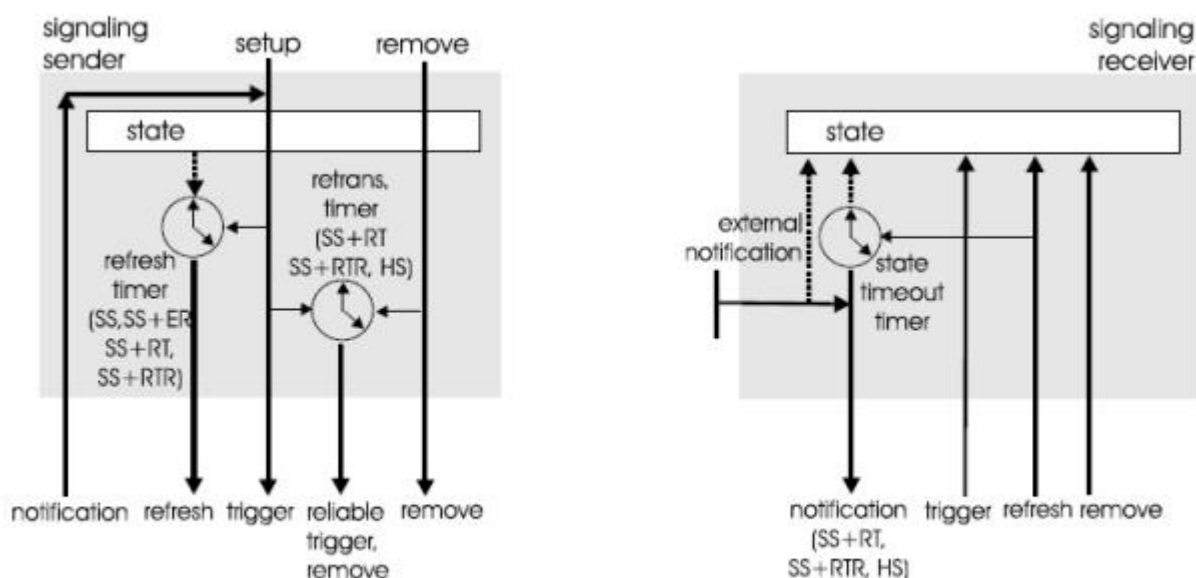 signaling
sender
setup
remove
state
retrans,
timer
(SS+RT
SS+RTR, HS)
refresh
timer
(SS,SS+ER
SS+RT,
SS+RTR)
notification
refresh
trigger
reliable
trigger,
remove
remove
signaling
receiver
state
external
notification
state
timeout
timer
notification
(SS+RT,
SS+RTR, HS)
trigger
refresh
remove